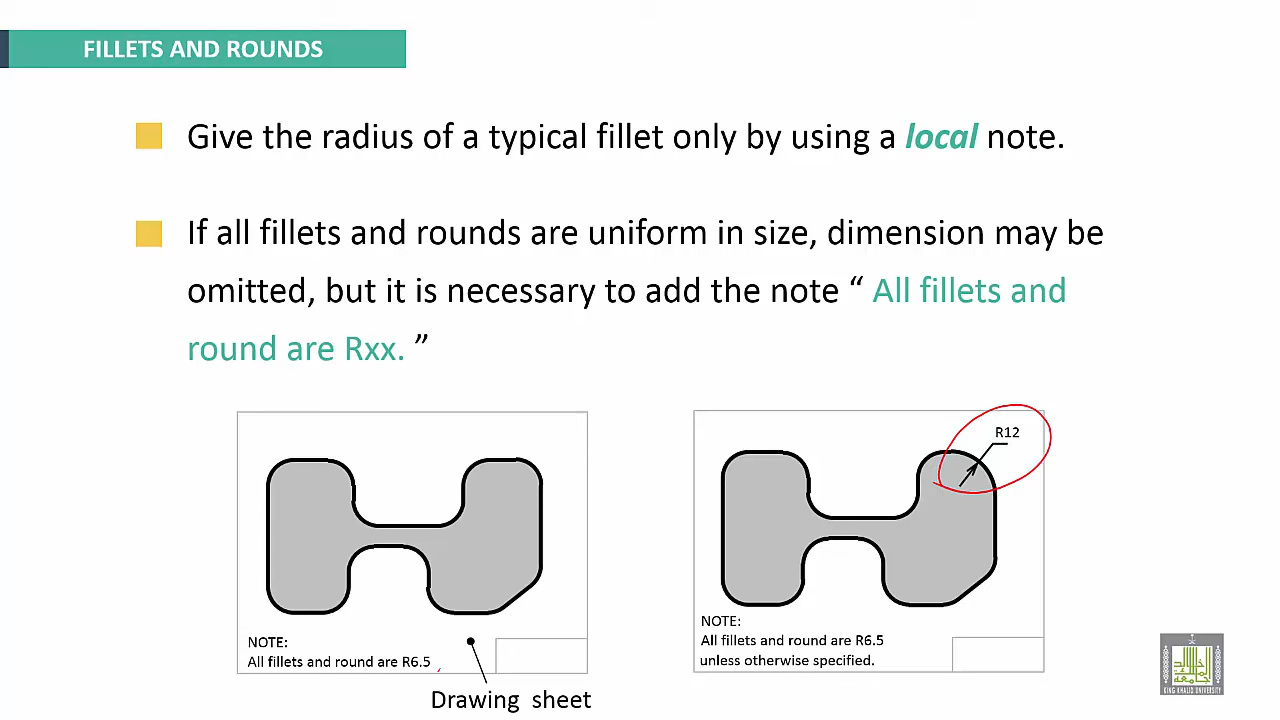 FILLETS AND ROUNDS
Give the radius of a typical fillet only by using a local note.
If all fillets and rounds are uniform in size, dimension may be
omitted, but it is necessary to add the note “ All fillets and
round are Rxx. ”
R12
NOTE:
All fillets and round are R6.5
Drawing sheet
NOTE:
All fillets and round are R6.5
unless otherwise specified.
KING KHALID UNIVERSITY